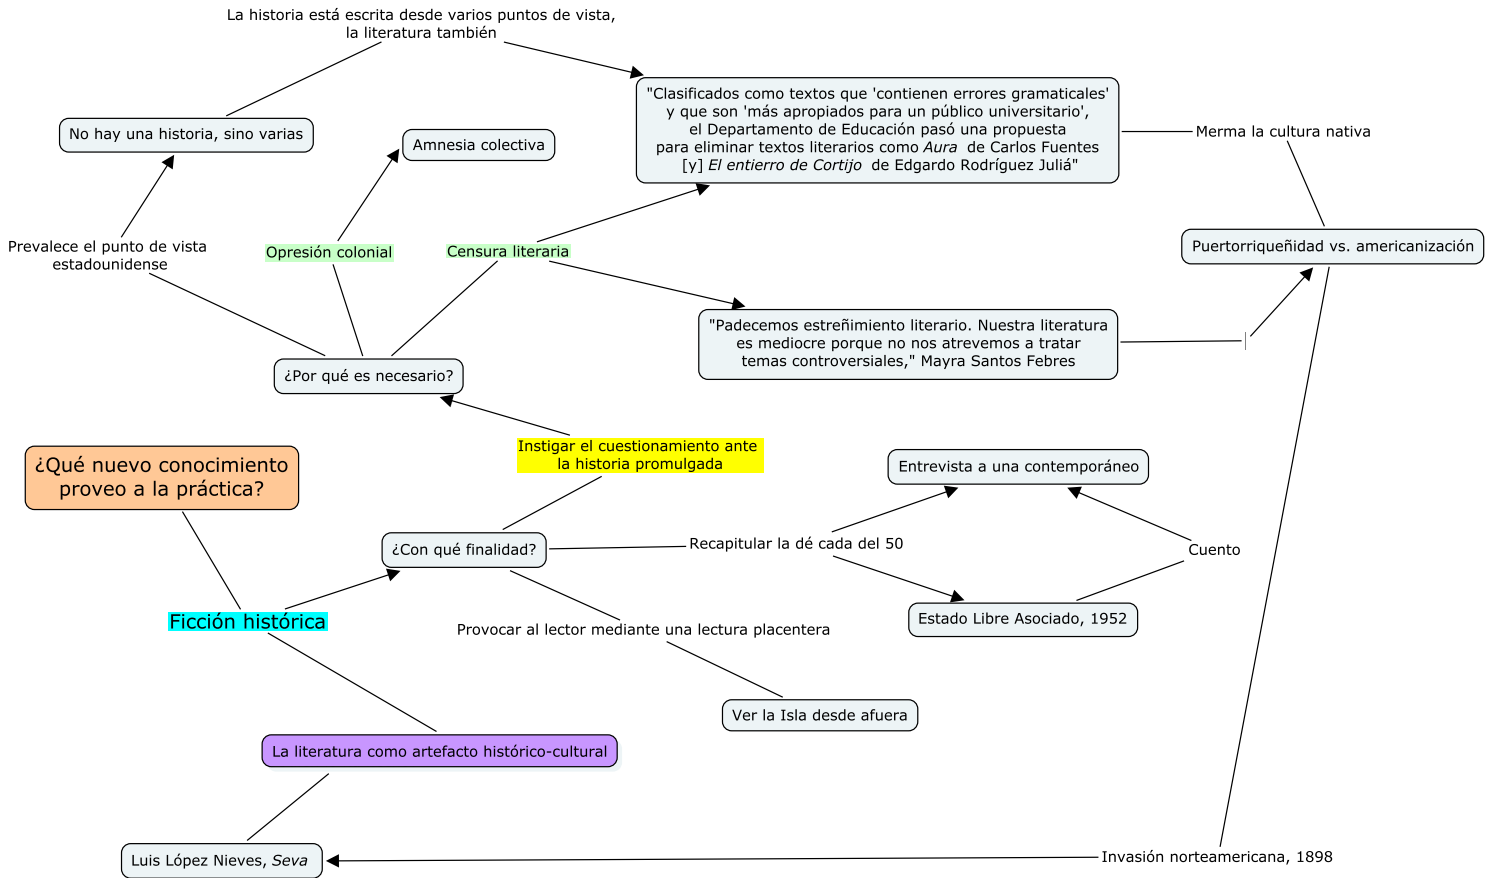 La historia está escrita desde varios puntos de vista,
la literatura también
"Clasificados como textos que 'contienen errores gramaticales'
y que son 'más apropiados para un público universitario',
el Departamento de Educación pasó una propuesta
para eliminar textos literarios como Aura de Carlos Fuentes
[y] El entierro de Cortijo de Edgardo Rodríguez Juliá"
No hay una historia, sino varias
Amnesia colectiva
Merma la cultura nativa
Prevalece el punto de vista
estadounidense
Opresión colonial
Censura literaria
Puertorriqueñidad vs. americanización
"Padecemos estreñimiento literario. Nuestra literatura
es mediocre porque no nos atrevemos a tratar
temas controversiales," Mayra Santos Febres
¿Por qué es necesario?
Instigar el cuestionamiento ante
la historia promulgada
¿Qué nuevo conocimiento
proveo a la práctica?
Entrevista a una contemporáneo
¿Con qué finalidad?
Recapitular la dé cada del 50
Cuento
Ficción histórica
Estado Libre Asociado, 1952
Provocar al lector mediante una lectura placentera
Ver la Isla desde afuera
La literatura como artefacto histórico-cultural
Luis López Nieves, Seva
Invasión norteamericana, 1898